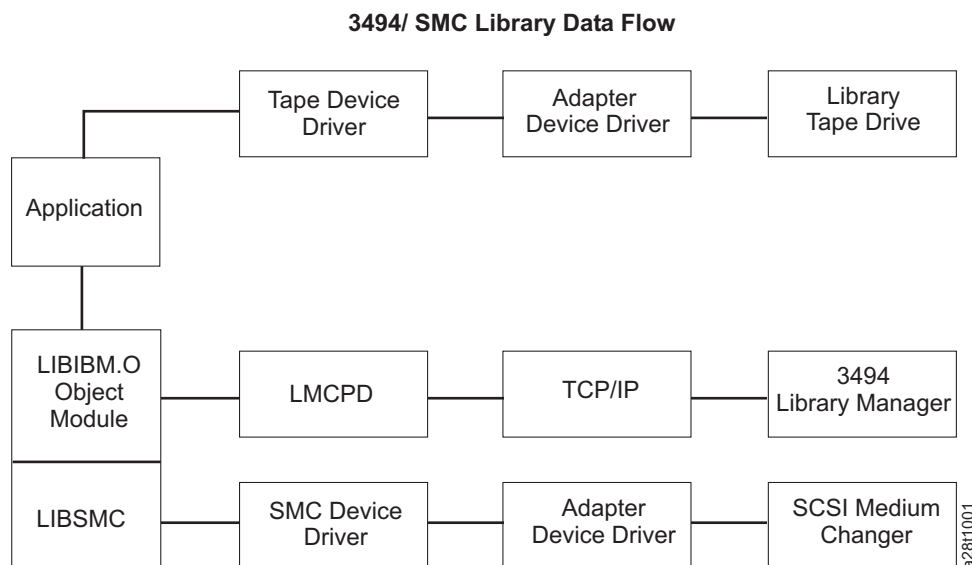 3494/ SMC Library Data Flow
Tape Device
Driver
Adapter
Device Driver
Library
Tape Drive
Application
LIBIBM.O
Object
Module
LMCPD
TCP/IP
3494
Library Manager
LIBSMC
SMC Device
Driver
Adapter
Device Driver
SCSI Medium
Changer
a28f1001